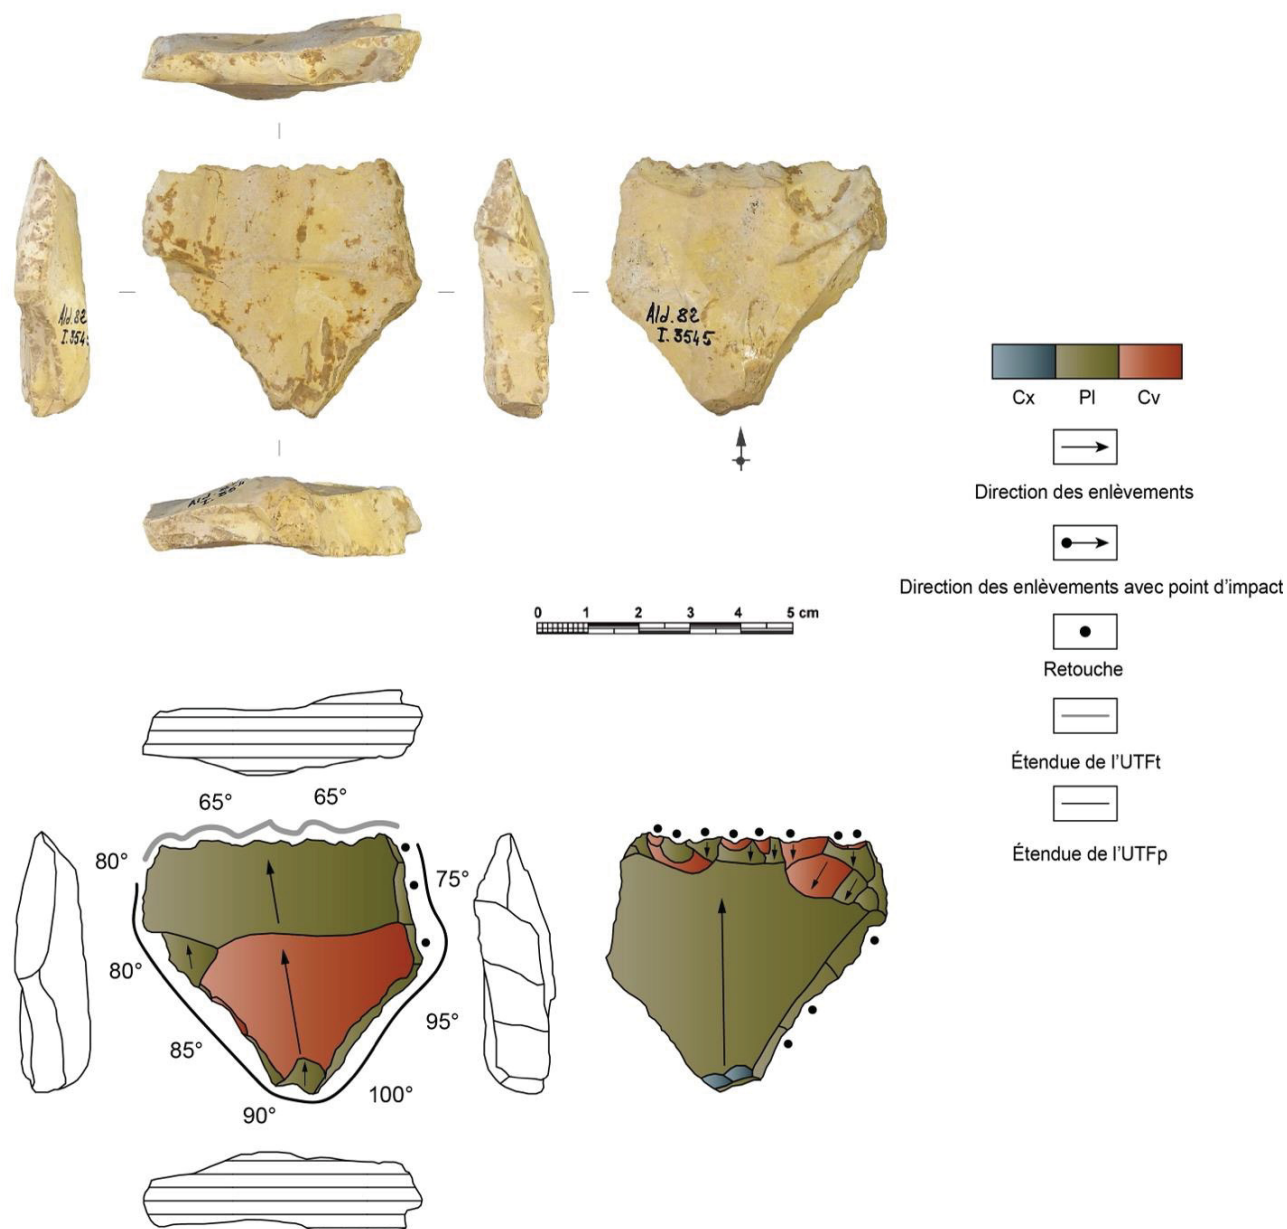 Ald.82
I.3545
Ald.82
I.3545
0 1 2 3 4 5 cm
Cx Pl Cv
Direction des enlèvements
Direction des enlèvements avec point d'impact
Retouche
Étendue de l'UTFt
Étendue de l'UTFp
65° 65°
80° 75°
80° 95°
85° 100°
90°